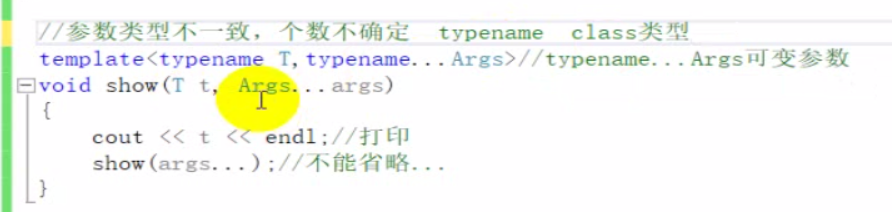 //参数类型不一致，个数不确定  typename  class类型
template<typename T,typename...Args>//typename...Args可变参数
void show(T t, Args...args)
{
    cout << t << endl;//打印
    show(args...);//不能省略...
}